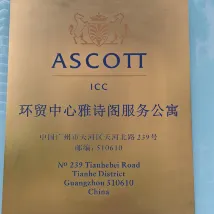 ASCOTT
ICC
环贸中心雅诗阁服务公寓
中国广州市天河区天河北路239号
邮编: 510610
Nº 239 Tianhebei Road
Tianhe District
Guangzhou 510610
China